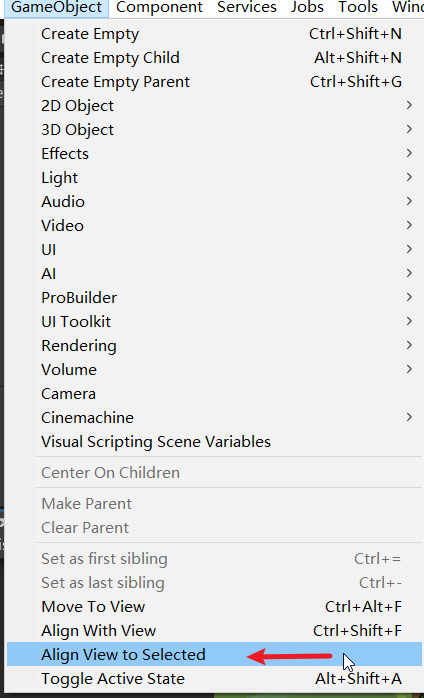 GameObject Component Services Jobs Tools
Create Empty Ctrl+Shift+N
Create Empty Child Alt+Shift+N
Create Empty Parent Ctrl+Shift+G
2D Object
3D Object
Effects
Light
Audio
Video
UI
AI
ProBuilder
UI Toolkit
Rendering
Volume
Camera
Cinemachine
Visual Scripting Scene Variables
Center On Children
Make Parent
Clear Parent
Set as first sibling Ctrl+=
Set as last sibling Ctrl+-
Move To View Ctrl+Alt+F
Align With View Ctrl+Shift+F
Align View to Selected
Toggle Active State Alt+Shift+A